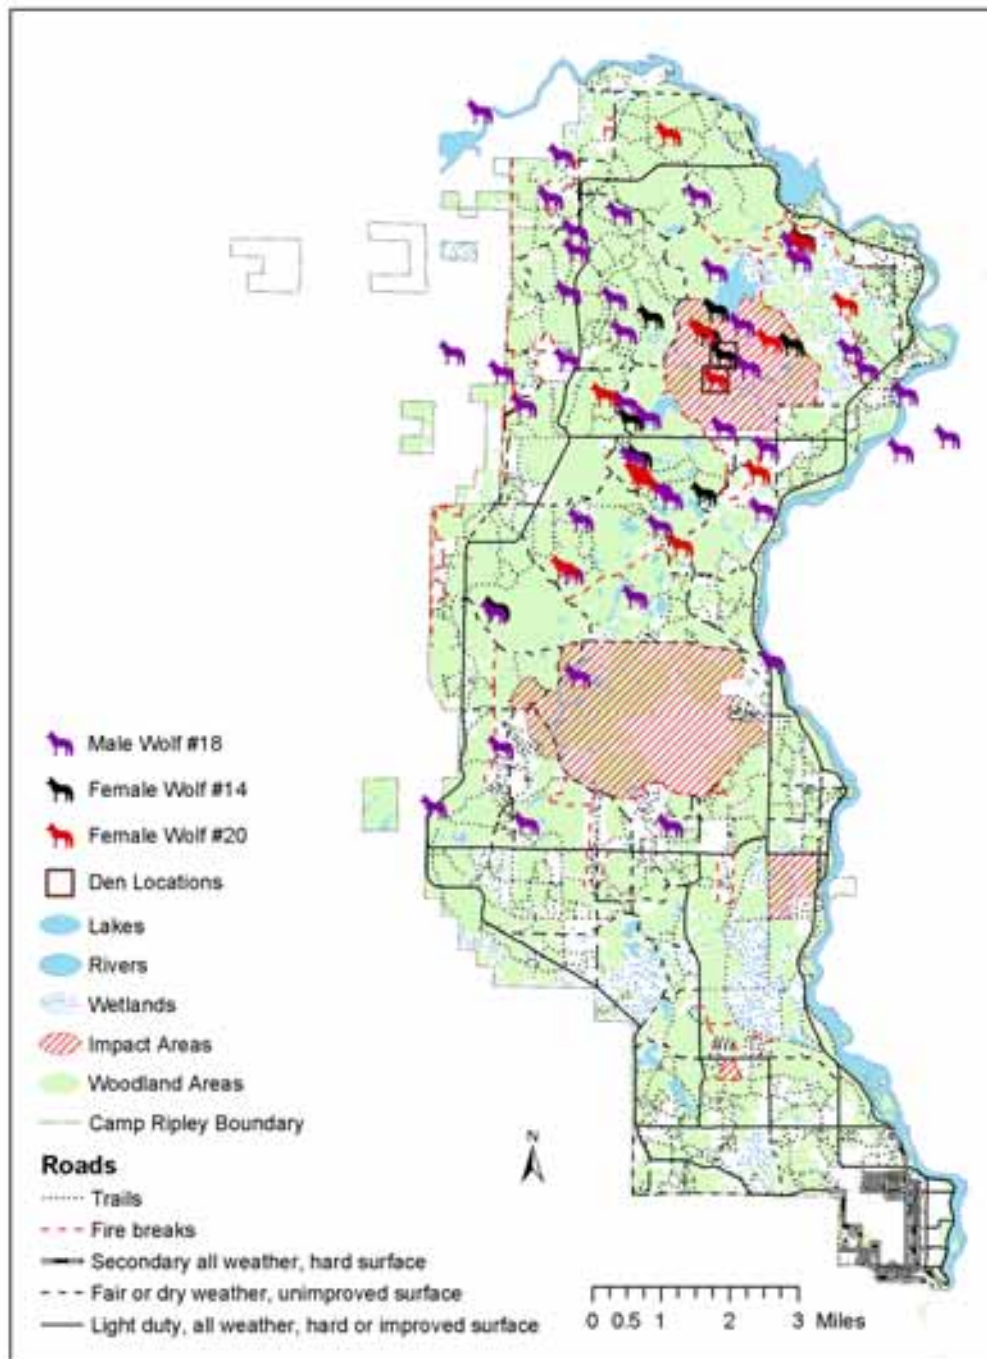 Male Wolf #18
Female Wolf #14
Female Wolf #20
Den Locations
Lakes
Rivers
Wetlands
Impact Areas
Woodland Areas
Camp Ripley Boundary
Roads
Trails
Fire breaks
Secondary all weather, hard surface
Fair or dry weather, unimproved surface
Light duty, all weather, hard or improved surface
N
0 0.5 1 2 3 Miles